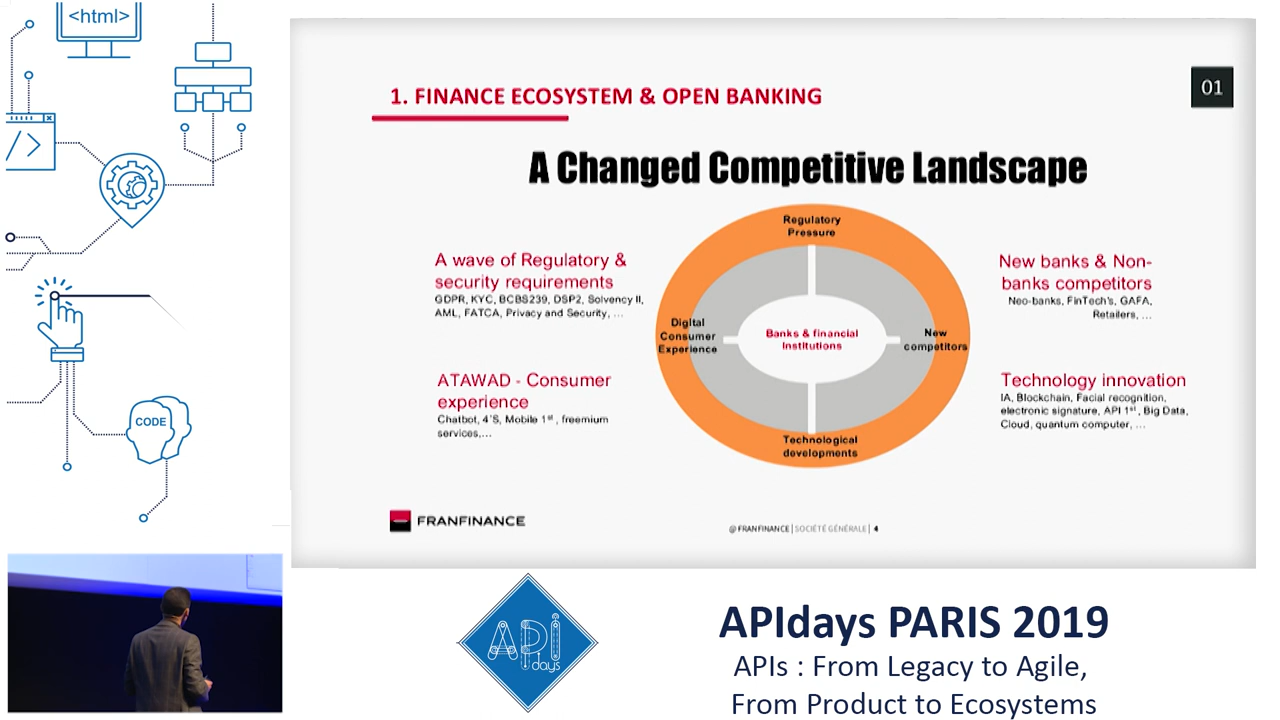 <html>
</>
CODE
01
1. FINANCE ECOSYSTEM & OPEN BANKING
A Changed Competitive Landscape
A wave of Regulatory &
security requirements
GDPR, KYC, BCBS239, DSP2, Solvency II,
AML, FATCA, Privacy and Security, ...
ATAWAD - Consumer
experience
Chatbot, 4'S, Mobile 1st , freemium
services,...
Regulatory
Pressure
Digital
Consumer
Experience
Banks & financial
Institutions
New
competitors
Technological
developments
New banks & Non-
banks competitors
Neo-banks, FinTech's, GAFA,
Retailers, ...
Technology innovation
IA, Blockchain, Facial recognition,
electronic signature, API 1st , Big Data,
Cloud, quantum computer, ...
FRANFINANCE
@ FRANFINANCE | SOCIÉTÉ GÉNÉRALE | 4
API
days
APIdays PARIS 2019
APIs : From Legacy to Agile,
From Product to Ecosystems